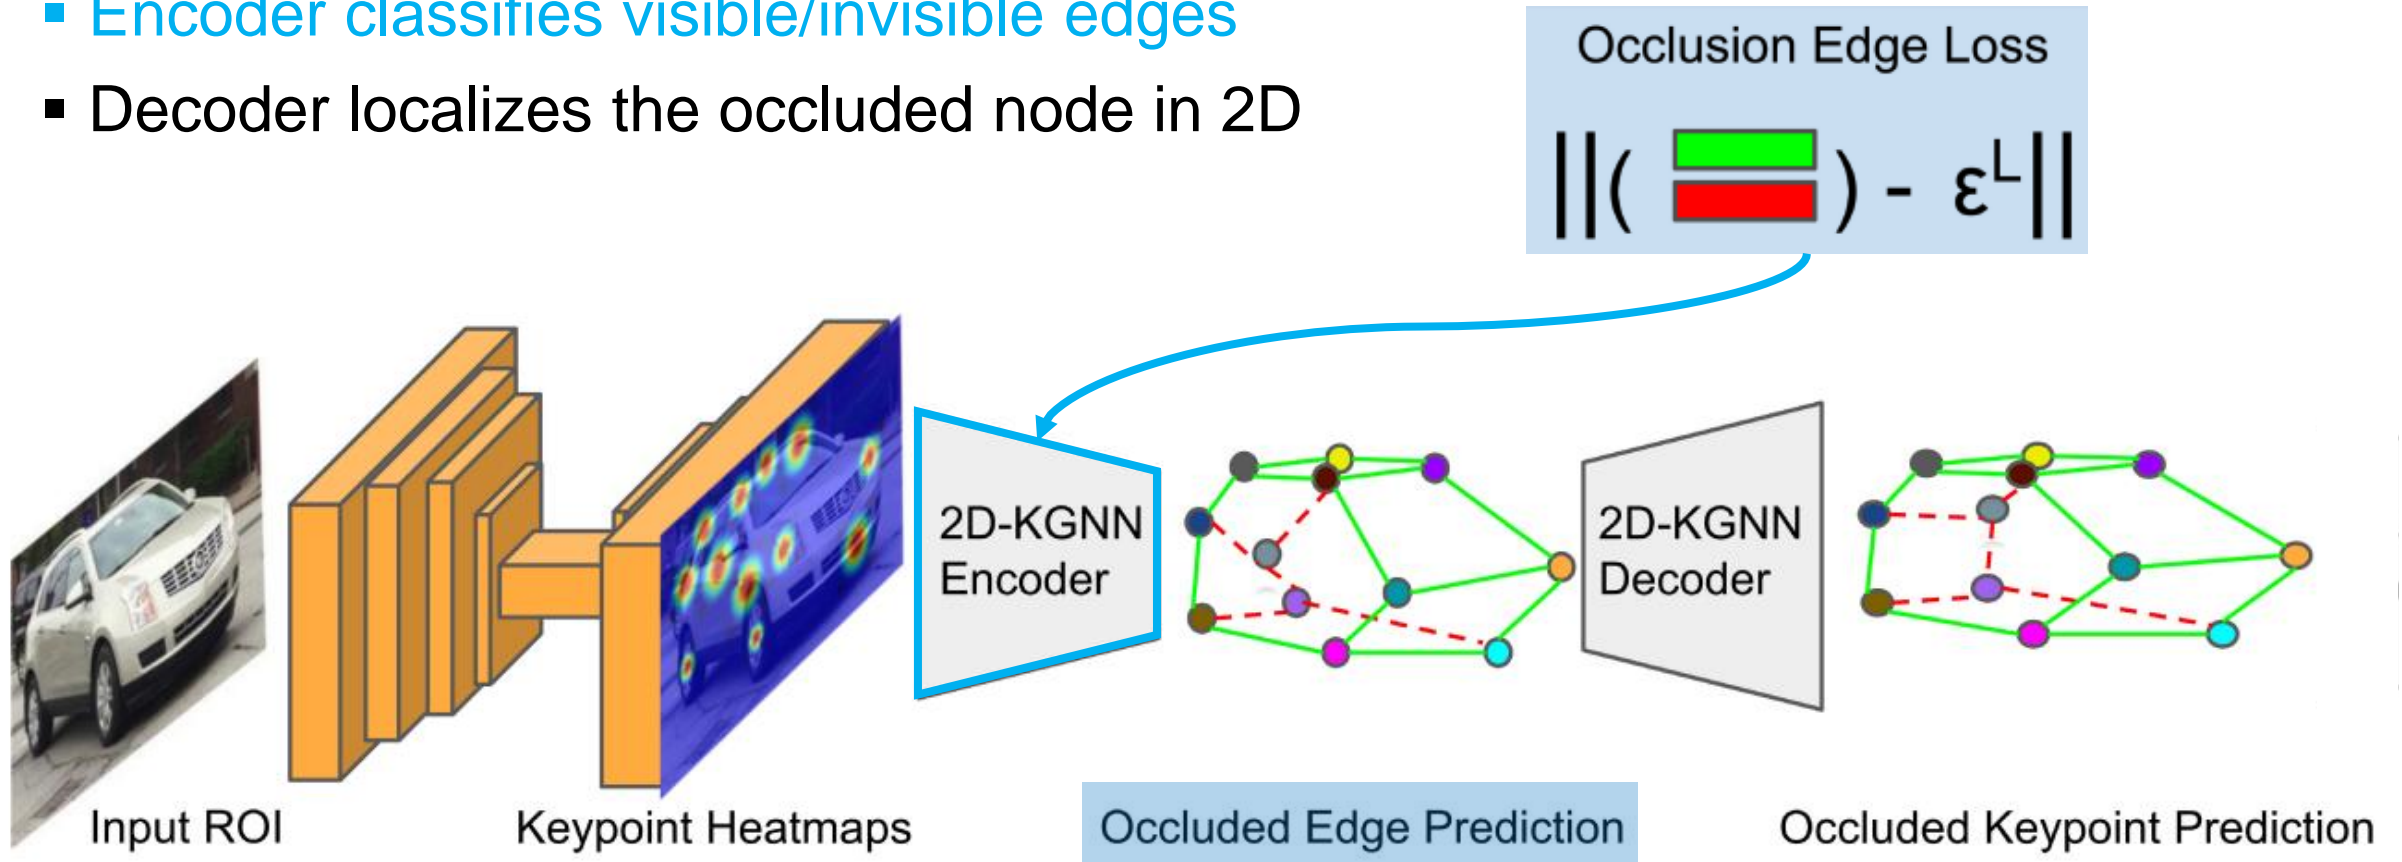 Encoder classifies visible/invisible edges
Decoder localizes the occluded node in 2D
Occlusion Edge Loss
||( ) - ε^L||
2D-KGNN
Encoder
2D-KGNN
Decoder
Input ROI
Keypoint Heatmaps
Occluded Edge Prediction
Occluded Keypoint Prediction